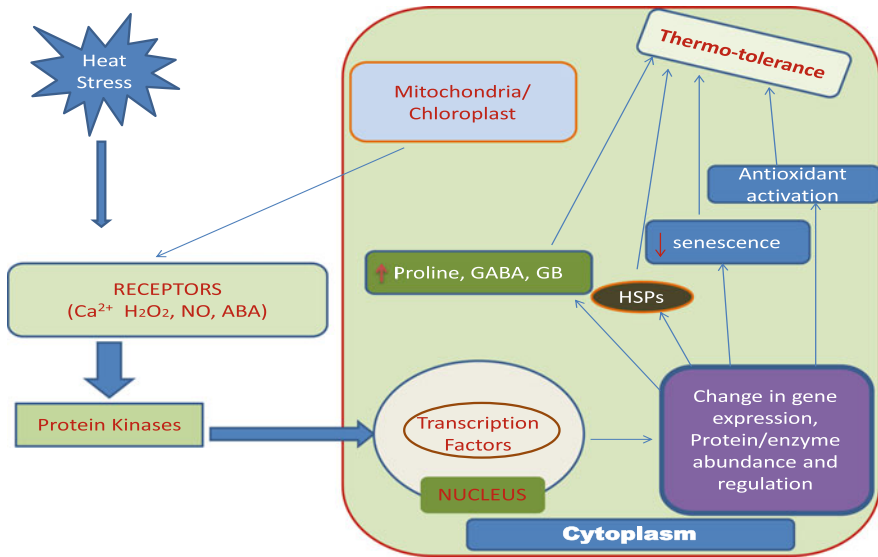 Heat
Stress
Thermo-tolerance
Mitochondria/
Chloroplast
Antioxidant
activation
senescence
Proline, GABA, GB
HSPs
RECEPTORS
(Ca²⁺ H₂O₂, NO, ABA)
Protein Kinases
Transcription
Factors
NUCLEUS
Change in gene
expression,
Protein/enzyme
abundance and
regulation
Cytoplasm